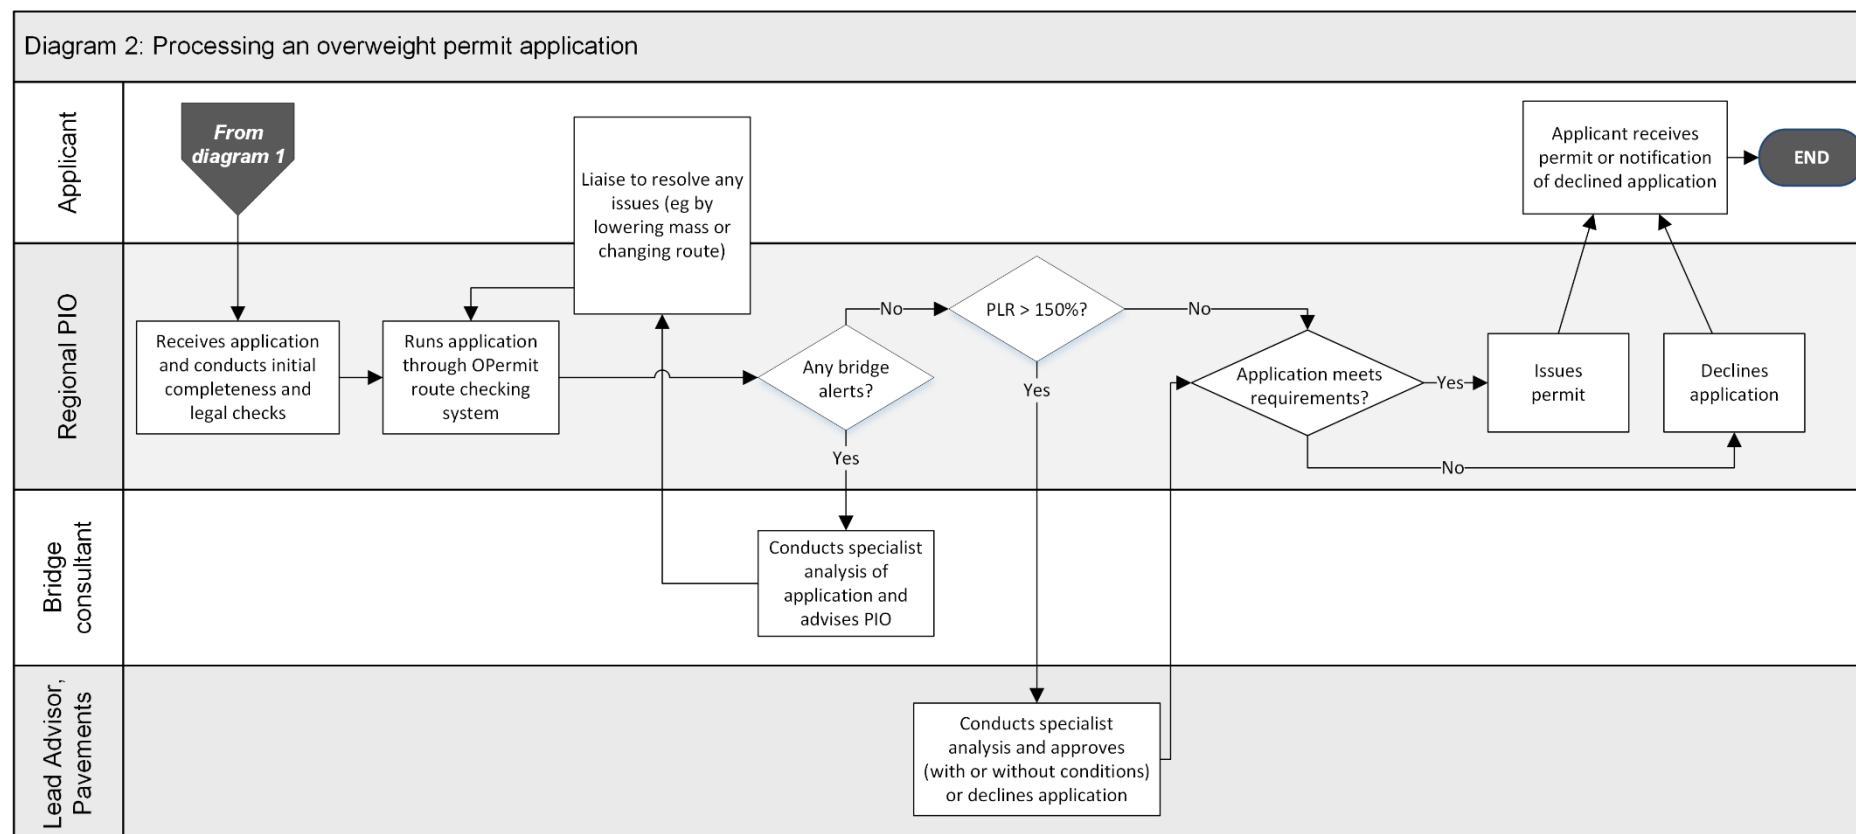 Diagram 2: Processing an overweight permit application
Applicant
From
diagram 1
Liaise to resolve any
issues (eg by
lowering mass or
changing route)
Applicant receives
permit or notification
of declined application
END
Regional PIO
Receives application
and conducts initial
completeness and
legal checks
Runs application
through OPermit
route checking
system
Any bridge
alerts?
No
Yes
PLR > 150%?
No
Yes
Application meets
requirements?
Yes
No
Issues
permit
Declines
application
Bridge
consultant
Conducts specialist
analysis of
application and
advises PIO
Lead Advisor,
Pavements
Conducts specialist
analysis and approves
(with or without conditions)
or declines application